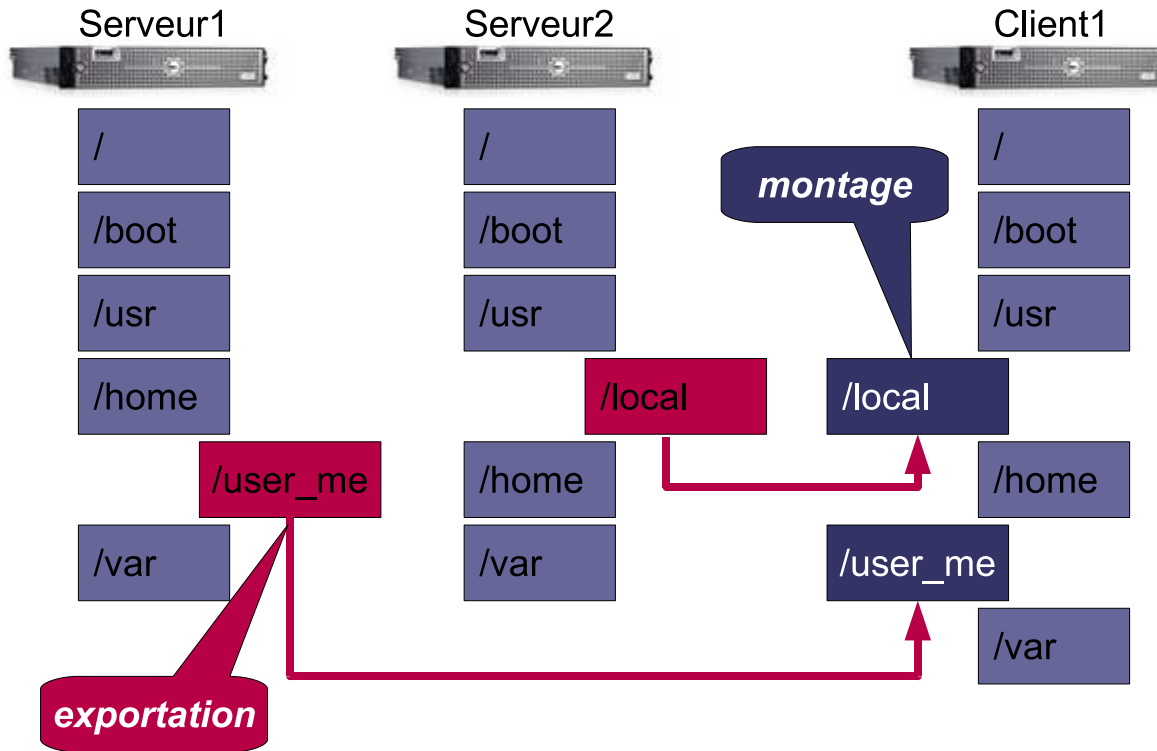 Serveur1
Serveur2
Client1
/
/
/
montage
/boot
/boot
/boot
/usr
/usr
/usr
/home
/local
/local
/user_me
/home
/home
/var
/var
/user_me
/var
exportation